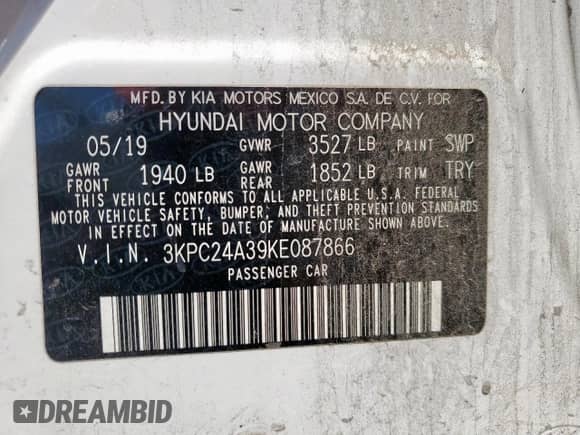 MFD. BY KIA MOTORS MEXICO S.A. DE C.V. FOR
HYUNDAI MOTOR COMPANY
05/19 GVWR 3527 LB PAINT SWP
GAWR FRONT 1940 LB GAWR REAR 1852 LB TRIM TRY
THIS VEHICLE CONFORMS TO ALL APPLICABLE U.S.A. FEDERAL
MOTOR VEHICLE SAFETY, BUMPER, AND THEFT PREVENTION STANDARDS
IN EFFECT ON THE DATE OF MANUFACTURE SHOWN ABOVE.
V.I.N. 3KPC24A39KE087866
PASSENGER CAR
DREAMBID